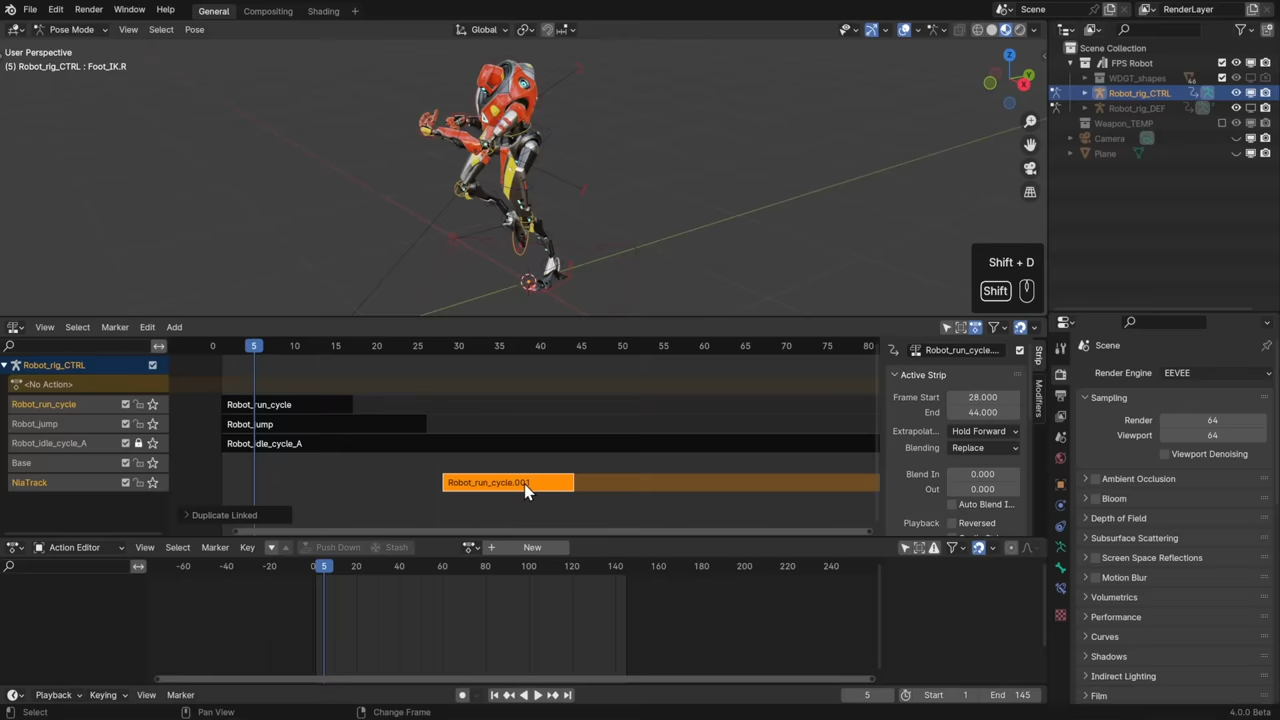 File Edit Render Window Help General Compositing Shading Scene RenderLayer
Pose Mode View Select Pose Global
User Perspective
(5) Robot_rig_CTRL : Foot_IK.R
Scene Collection
FPS Robot
WDGT_shapes 46
Robot_rig_CTRL
Robot_rig_DEF
Weapon_TEMP
Camera
Plane
Z
Y
X
Shift + D
Shift
View Select Marker Edit Add
0 5 10 15 20 25 30 35 40 45 50 55 60 65 70 75 80
Robot_rig_CTRL
<No Action>
Robot_run_cycle Robot_run_cycle
Robot_jump Robot_jump
Robot_idle_cycle_A Robot_idle_cycle_A
Base
NlaTrack Robot_run_cycle.001
Duplicate Linked
Robot_run_cycle....
Active Strip
Frame Start 28.000
End 44.000
Extrapolat... Hold Forward
Blending Replace
Blend In 0.000
Out 0.000
Auto Blend I...
Playback Reversed
Strip
Modifiers
Action Editor View Select Marker Key Push Down Stash New
-60 -40 -20 0 5 20 40 60 80 100 120 140 160 180 200 220 240
Playback Keying View Marker 5 Start 1 End 145
Select Pan View Change Frame 4.0.0 Beta
Scene
Render Engine EEVEE
Sampling
Render 64
Viewport 64
Viewport Denoising
Ambient Occlusion
Bloom
Depth of Field
Subsurface Scattering
Screen Space Reflections
Motion Blur
Volumetrics
Performance
Curves
Shadows
Indirect Lighting
Film